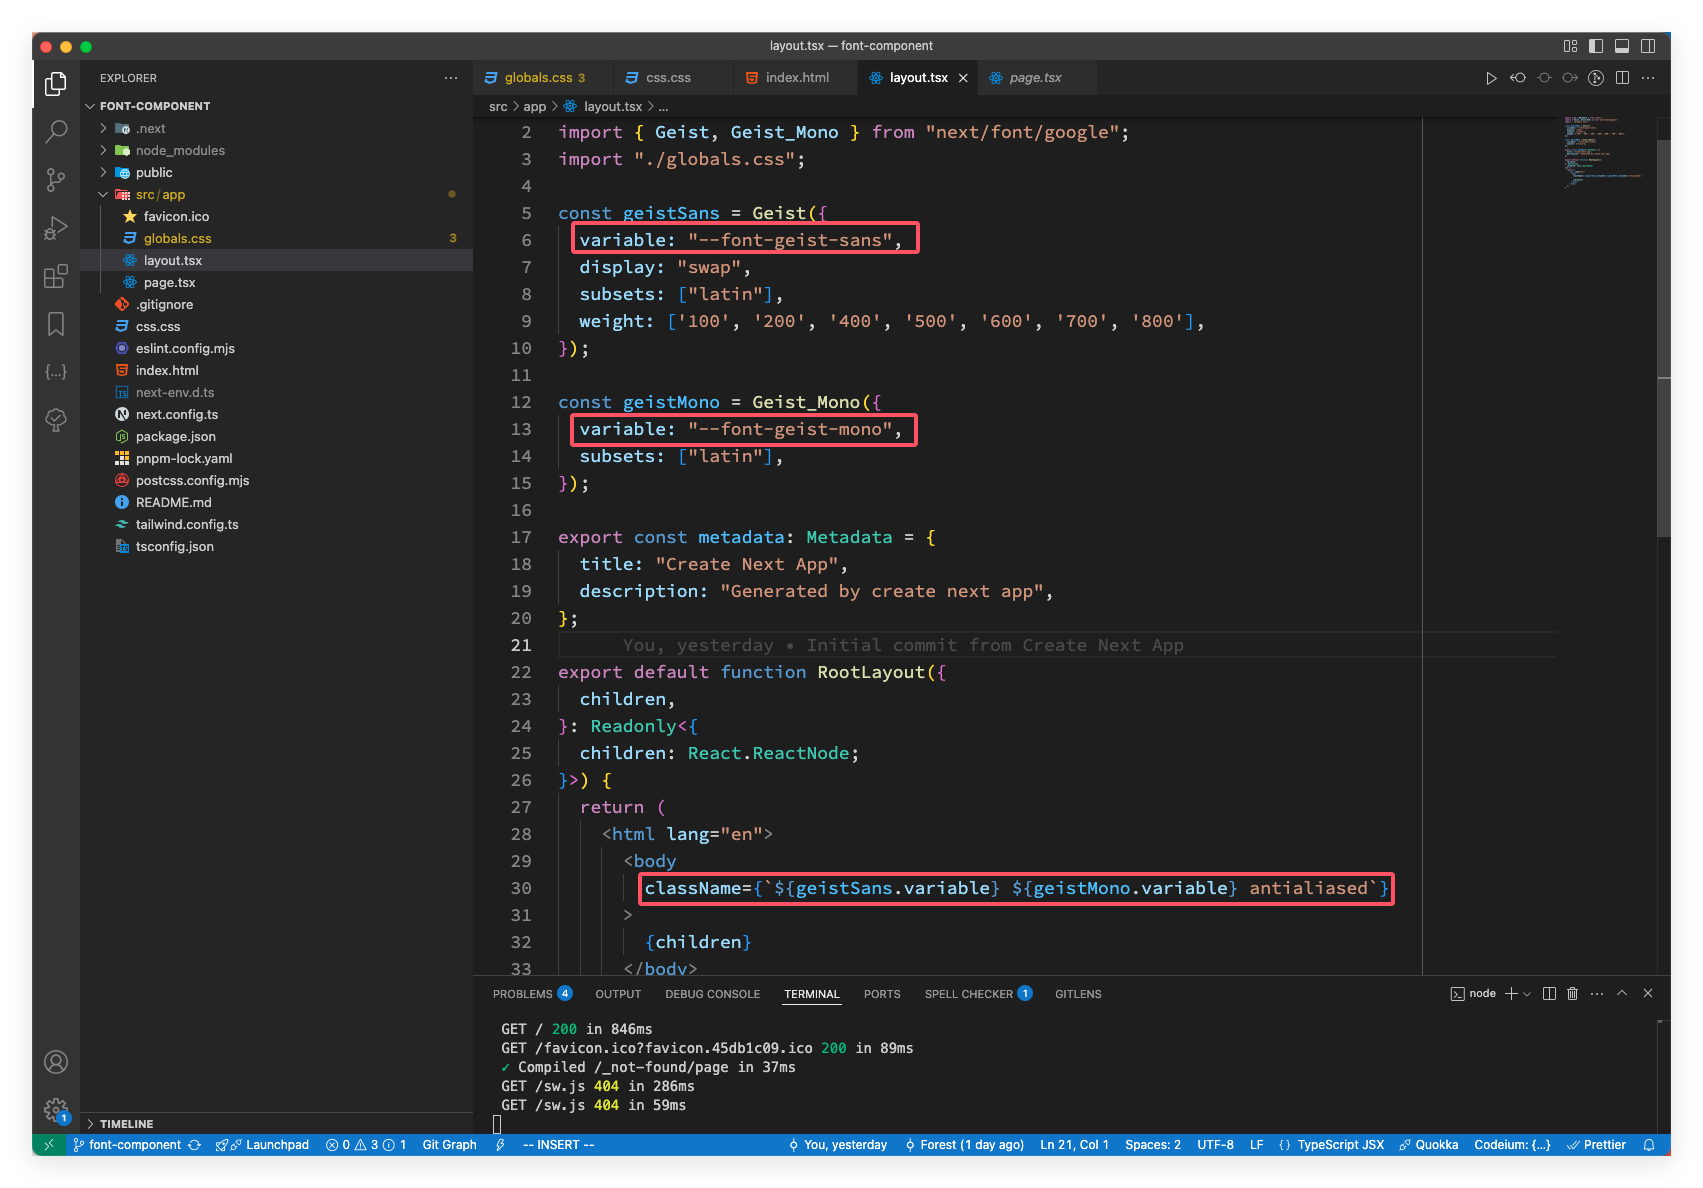 layout.tsx — font-component
EXPLORER
FONT-COMPONENT
.next
node_modules
public
src/app
favicon.ico
globals.css 3
layout.tsx
page.tsx
.gitignore
css.css
eslint.config.mjs
index.html
next-env.d.ts
next.config.ts
package.json
pnpm-lock.yaml
postcss.config.mjs
README.md
tailwind.config.ts
tsconfig.json
TIMELINE
globals.css 3 css.css index.html layout.tsx page.tsx
src > app > layout.tsx > ...
2 import { Geist, Geist_Mono } from "next/font/google";
3 import "./globals.css";
4
5 const geistSans = Geist({
6 variable: "--font-geist-sans",
7 display: "swap",
8 subsets: ["latin"],
9 weight: ['100', '200', '400', '500', '600', '700', '800'],
10 });
11
12 const geistMono = Geist_Mono({
13 variable: "--font-geist-mono",
14 subsets: ["latin"],
15 });
16
17 export const metadata: Metadata = {
18 title: "Create Next App",
19 description: "Generated by create next app",
20 };
21 You, yesterday • Initial commit from Create Next App
22 export default function RootLayout({
23 children,
24 }: Readonly<{
25 children: React.ReactNode;
26 }>) {
27 return (
28 <html lang="en">
29 <body
30 className={`${geistSans.variable} ${geistMono.variable} antialiased`}
31 >
32 {children}
33 </body>
PROBLEMS 4 OUTPUT DEBUG CONSOLE TERMINAL PORTS SPELL CHECKER 1 GITLENS
node
GET / 200 in 846ms
GET /favicon.ico?favicon.45db1c09.ico 200 in 89ms
✓ Compiled /_not-found/page in 37ms
GET /sw.js 404 in 286ms
GET /sw.js 404 in 59ms
1
font-component Launchpad 0 3 1 Git Graph -- INSERT -- You, yesterday Forest (1 day ago) Ln 21, Col 1 Spaces: 2 UTF-8 LF {} TypeScript JSX Quokka Codeium: {...} Prettier